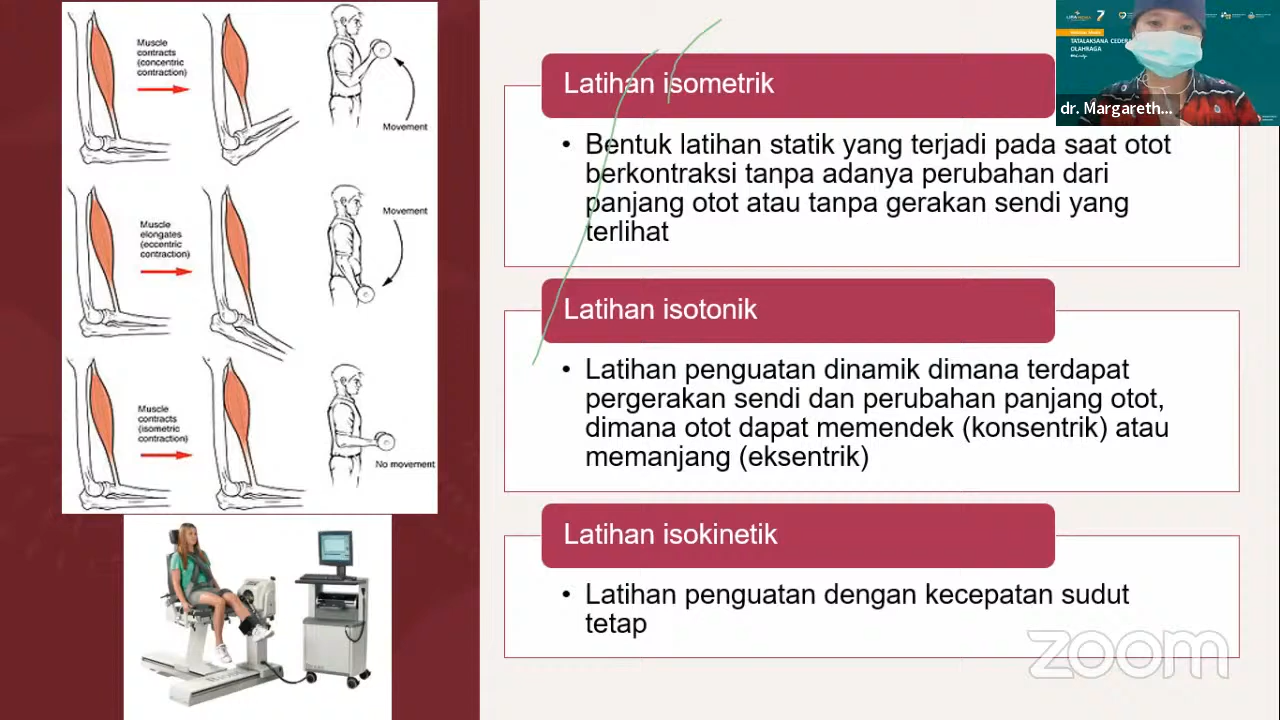 Muscle
contracts
(concentric
contraction)
Movement
Muscle
elongates
(eccentric
contraction)
Movement
Muscle
contracts
(isometric
contraction)
No movement
Latihan isometrik
• Bentuk latihan statik yang terjadi pada saat otot
berkontraksi tanpa adanya perubahan dari
panjang otot atau tanpa gerakan sendi yang
terlihat
Latihan isotonik
• Latihan penguatan dinamik dimana terdapat
pergerakan sendi dan perubahan panjang otot,
dimana otot dapat memendek (konsentrik) atau
memanjang (eksentrik)
Latihan isokinetik
• Latihan penguatan dengan kecepatan sudut
tetap
TATALAKSANA CEDERA
OLAHRAGA
dr. Margareth...
zoom